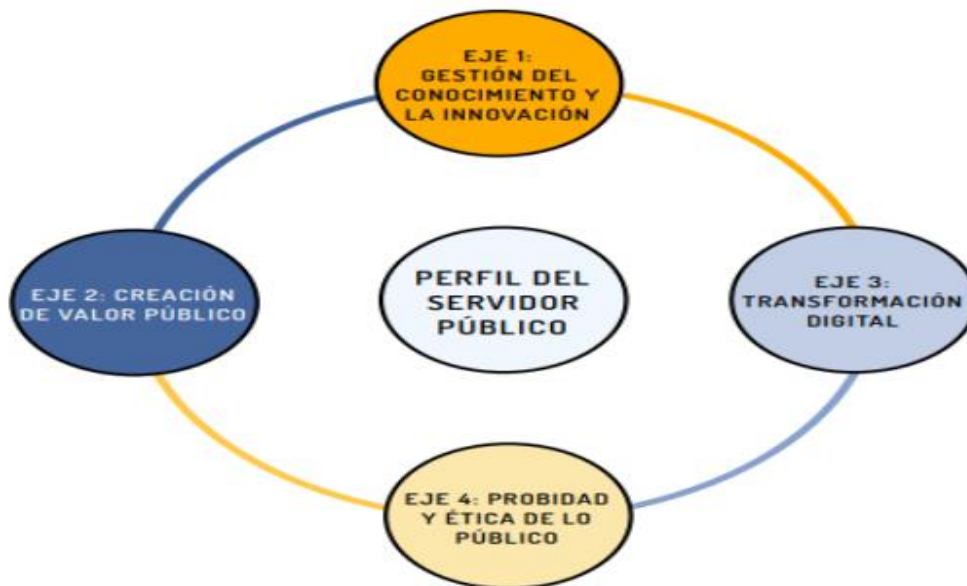 EJE 1:
GESTIÓN DEL
CONOCIMIENTO Y
LA INNOVACIÓN
EJE 2: CREACIÓN
DE VALOR PÚBLICO
PERFIL DEL
SERVIDOR
PÚBLICO
EJE 3:
TRANSFORMACIÓN
DIGITAL
EJE 4: PROBIDAD
Y ÉTICA DE LO
PÚBLICO